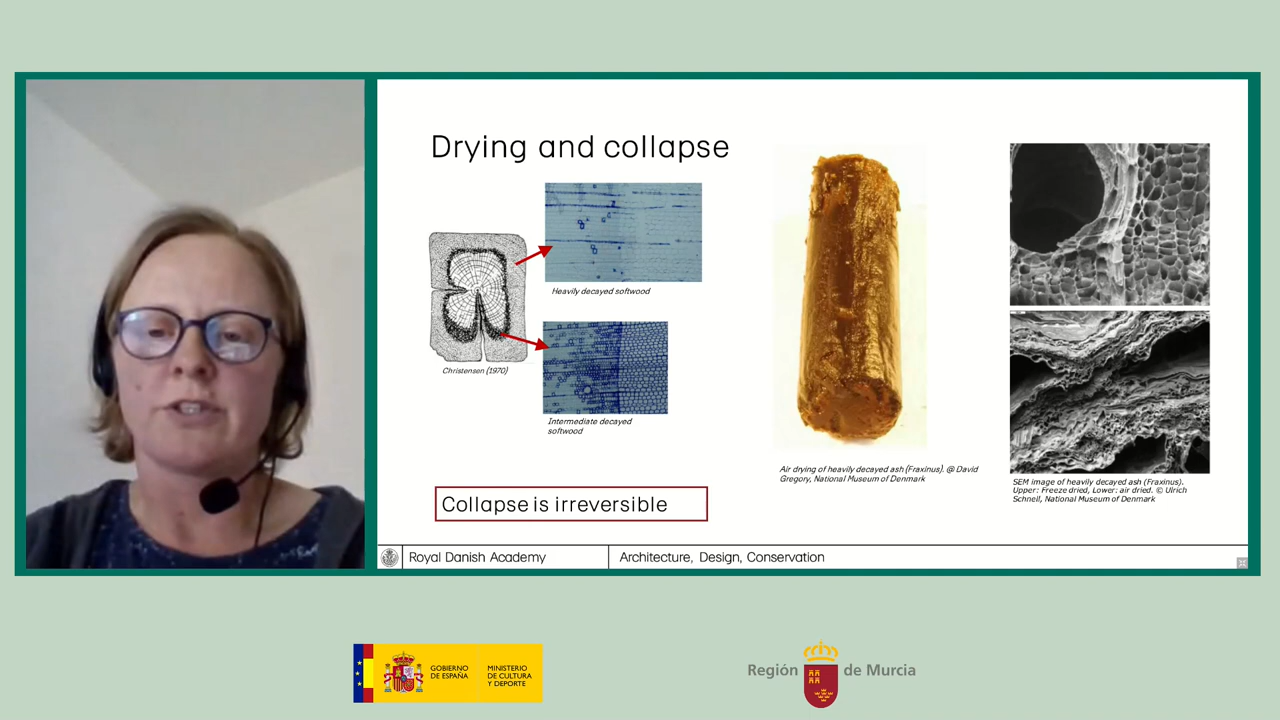 Drying and collapse
Heavily decayed softwood
Christensen (1970)
Intermediate decayed
softwood
Collapse is irreversible
Air drying of heavily decayed ash (Fraxinus). @ David
Gregory, National Museum of Denmark
SEM image of heavily decayed ash (Fraxinus).
Upper: Freeze dried, Lower: air dried. © Ulrich
Schnell, National Museum of Denmark
Royal Danish Academy
Architecture, Design, Conservation
GOBIERNO
DE ESPAÑA
MINISTERIO
DE CULTURA
Y DEPORTE
Región de Murcia